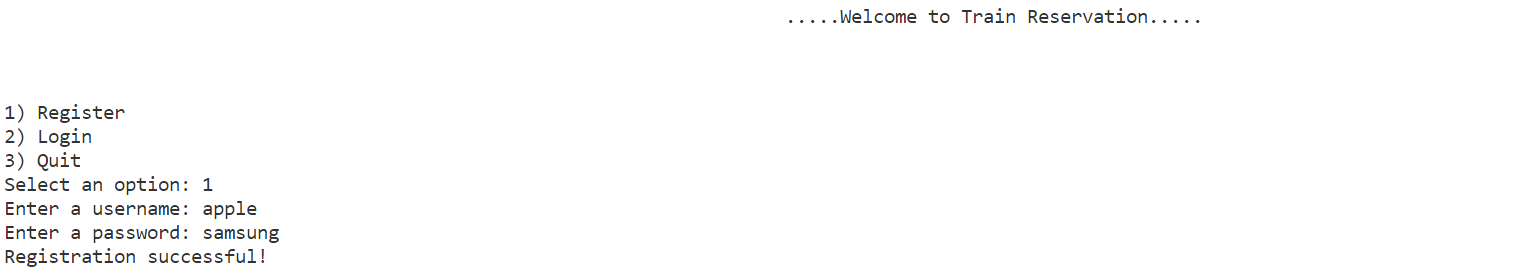 .....Welcome to Train Reservation.....
1) Register
2) Login
3) Quit
Select an option: 1
Enter a username: apple
Enter a password: samsung
Registration successful!